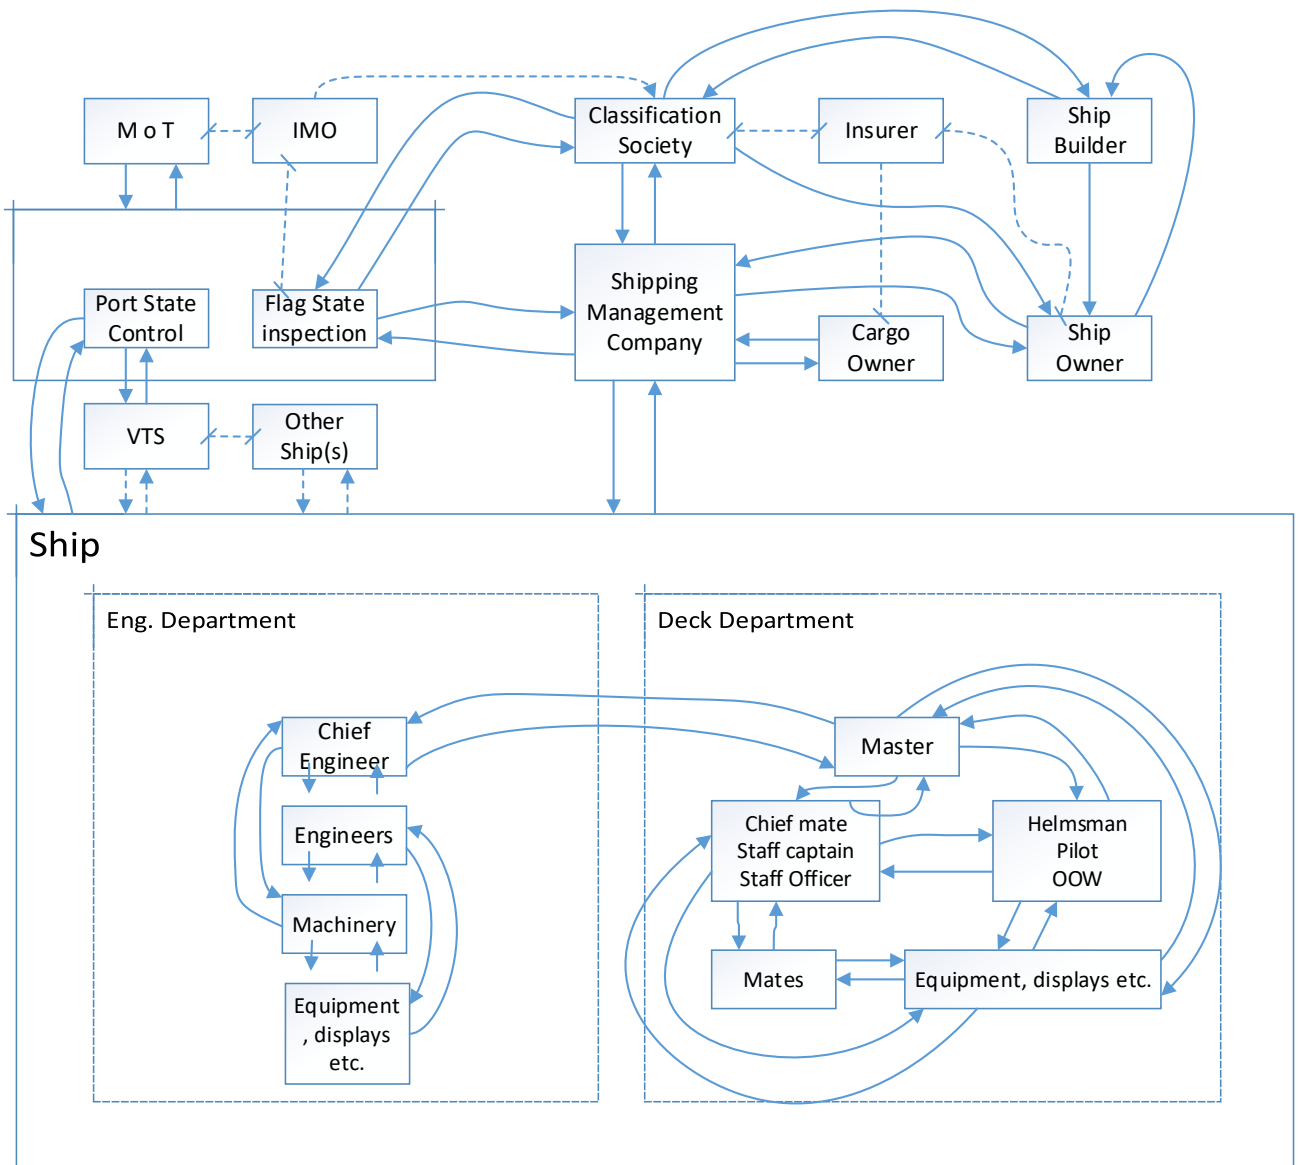 M o T
IMO
Classification
Society
Insurer
Ship
Builder
Port State
Control
Flag State
inspection
Shipping
Management
Company
Cargo
Owner
Ship
Owner
VTS
Other
Ship(s)
Ship
Eng. Department
Deck Department
Chief
Engineer
Master
Engineers
Chief mate
Staff captain
Staff Officer
Helmsman
Pilot
OOW
Machinery
Mates
Equipment, displays etc.
Equipment
, displays
etc.